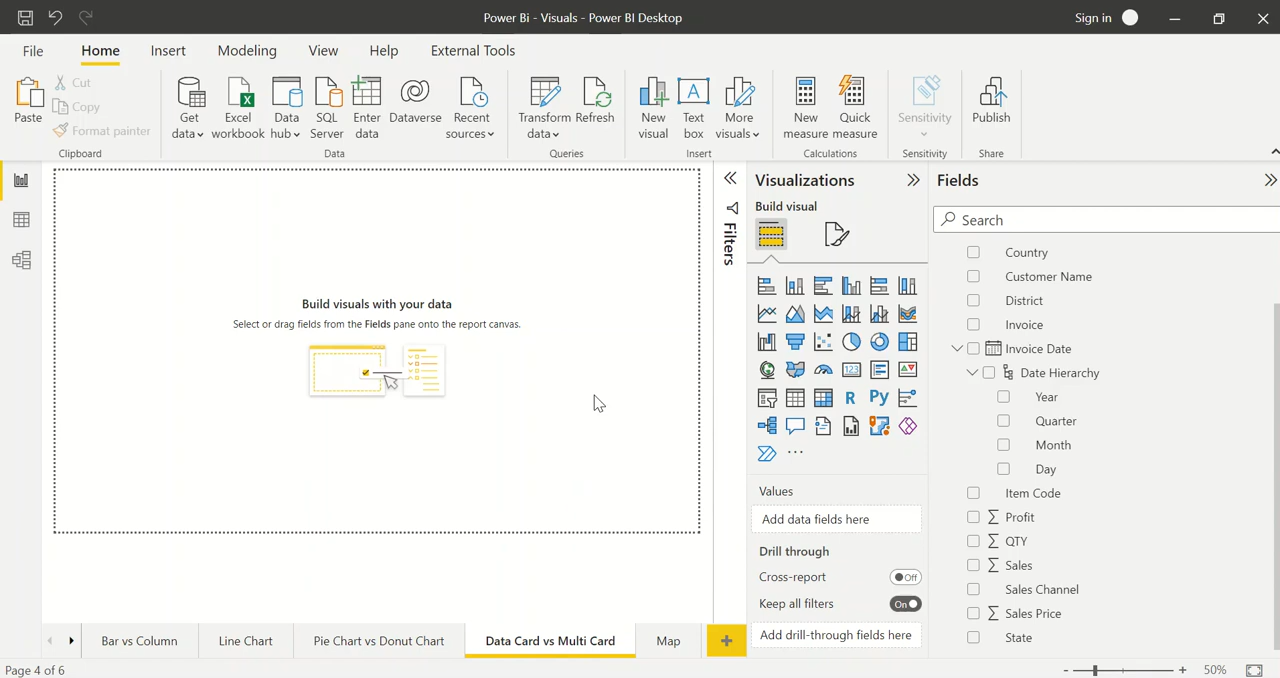 Power Bi - Visuals - Power BI Desktop
Sign in
File Home Insert Modeling View Help External Tools
Paste
Cut
Copy
Format painter
Clipboard
Get data
Excel workbook
Data hub
SQL Server
Enter data
Dataverse
Recent sources
Data
Transform data
Refresh
Queries
New visual
Text box
More visuals
Insert
New measure
Quick measure
Calculations
Sensitivity
Sensitivity
Publish
Share
Build visuals with your data
Select or drag fields from the Fields pane onto the report canvas.
Filters
Visualizations
Build visual
123
R
Py
Values
Add data fields here
Drill through
Cross-report
Off
Keep all filters
On
Add drill-through fields here
Fields
Search
Country
Customer Name
District
Invoice
Invoice Date
Date Hierarchy
Year
Quarter
Month
Day
Item Code
Profit
QTY
Sales
Sales Channel
Sales Price
State
Bar vs Column
Line Chart
Pie Chart vs Donut Chart
Data Card vs Multi Card
Map
Page 4 of 6
50%